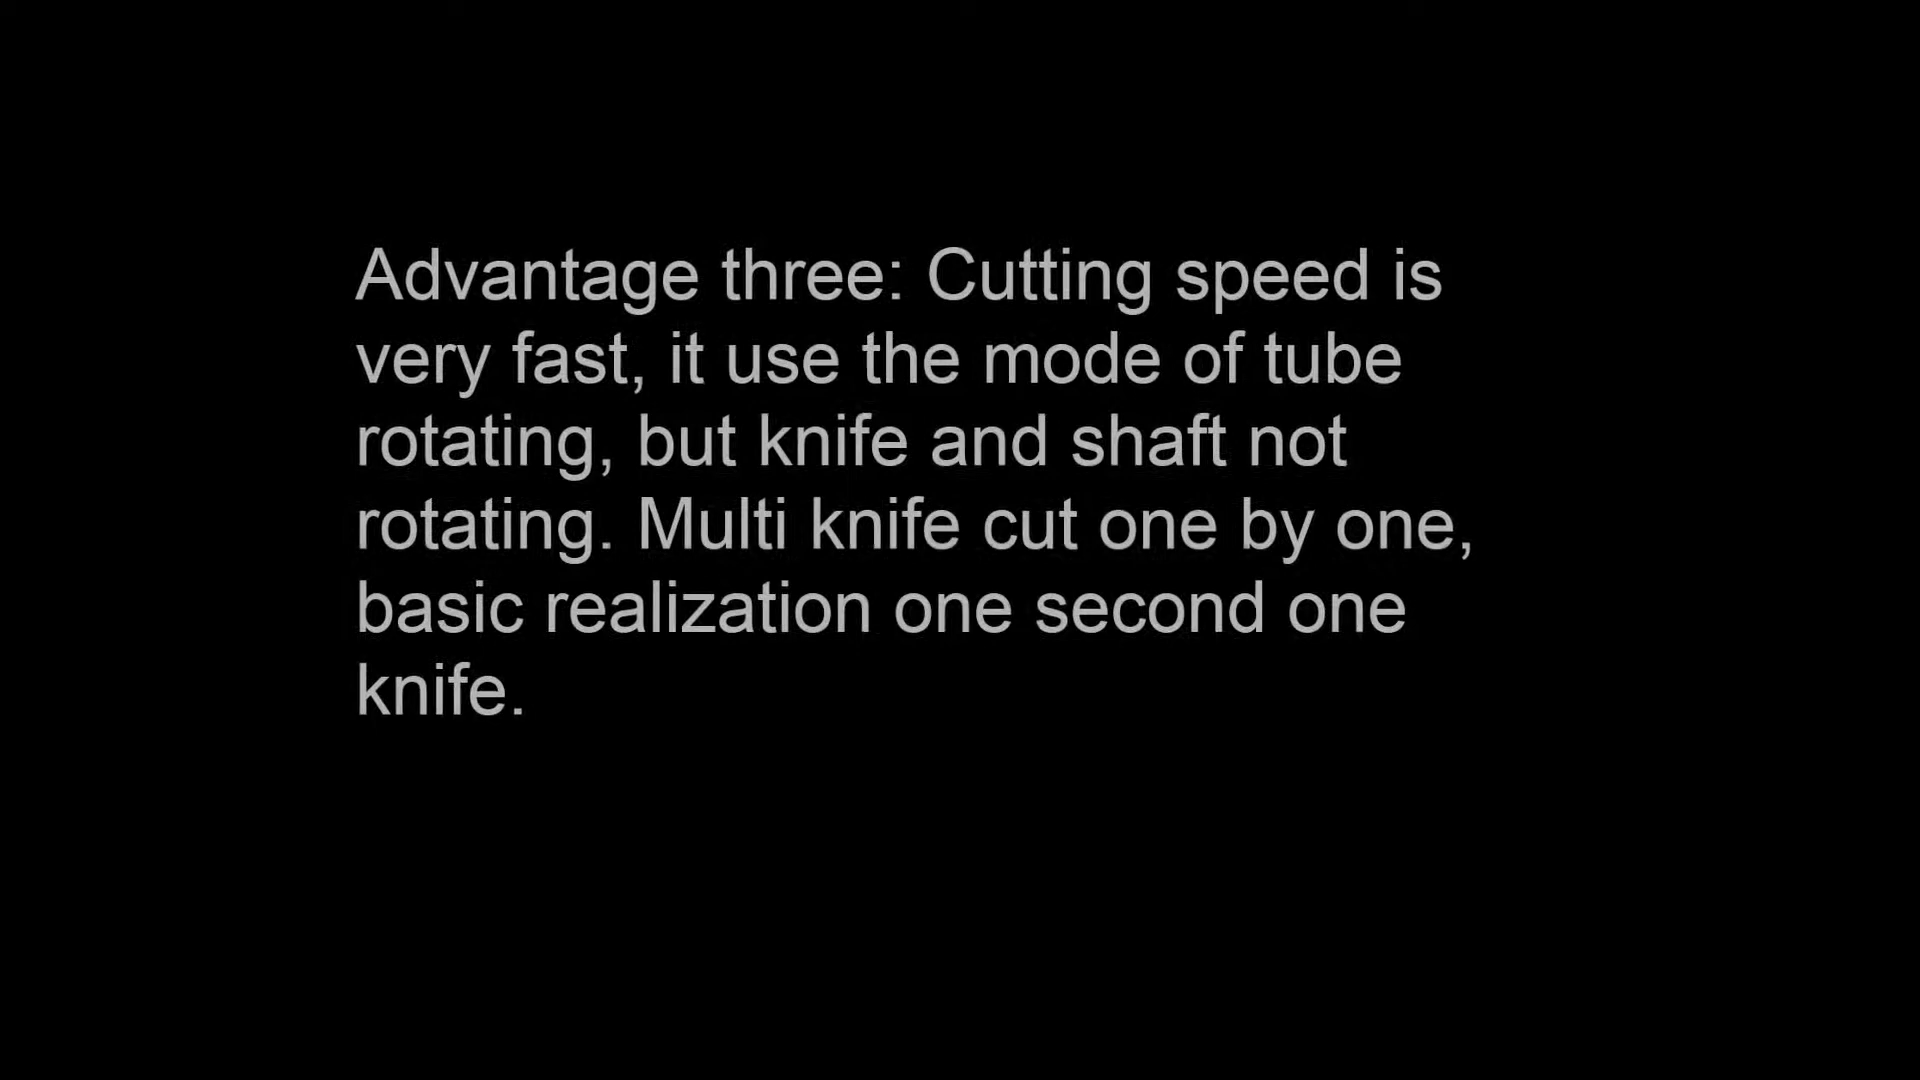 Advantage three: Cutting speed is
very fast, it use the mode of tube
rotating, but knife and shaft not
rotating. Multi knife cut one by one,
basic realization one second one
knife.